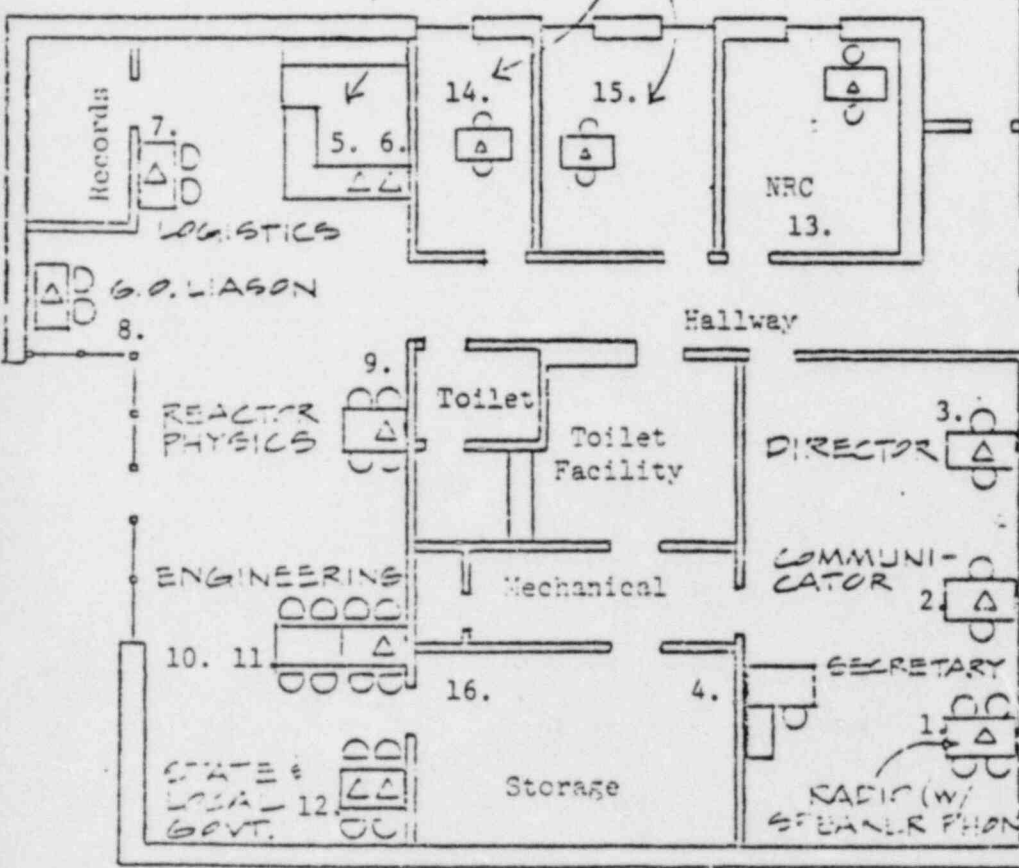 Records
7.
LOGISTICS
5. 6.
14.
15.
NRC
13.
G.O. LIASON
8.
Hallway
9.
REACTOR
PHYSICS
Toilet
Toilet
Facility
3.
DIRECTOR
ENGINEERING
10. 11
Mechanical
COMMUNI-
CATOR
2.
16.
4.
SECRETARY
1.
STATE &
LOCAL
GOVT.
12.
Storage
RADIO (W/
SPEAKER PHON